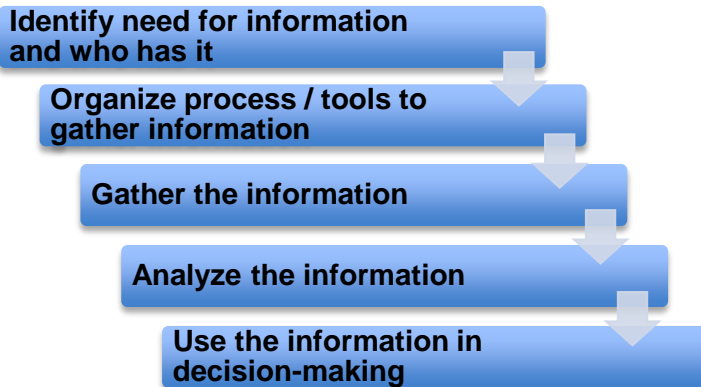 Identify need for information
and who has it
Organize process / tools to
gather information
Gather the information
Analyze the information
Use the information in
decision-making